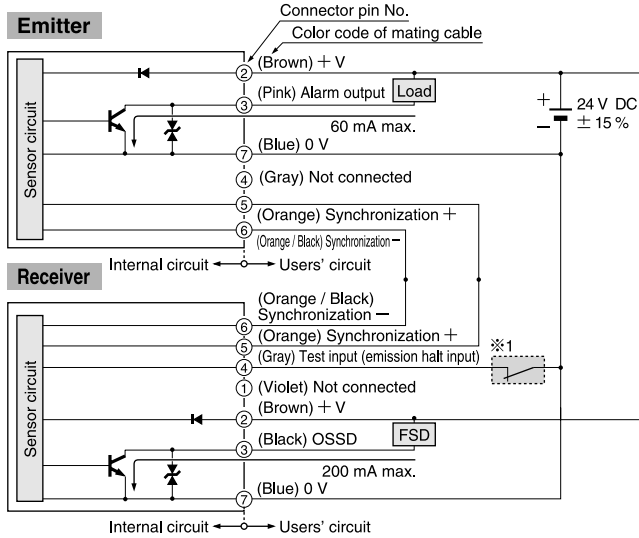 Connector pin No.
Color code of mating cable
Emitter
Sensor circuit
② (Brown) + V
③ (Pink) Alarm output
Load
60 mA max.
+
−
24 V DC
± 15 %
⑦ (Blue) 0 V
④ (Gray) Not connected
⑤ (Orange) Synchronization +
⑥ (Orange / Black) Synchronization −
Internal circuit
Users' circuit
Receiver
Sensor circuit
⑥ (Orange / Black)
Synchronization −
⑤ (Orange) Synchronization +
④ (Gray) Test input (emission halt input)
※1
① (Violet) Not connected
② (Brown) + V
③ (Black) OSSD
FSD
200 mA max.
⑦ (Blue) 0 V
Internal circuit
Users' circuit